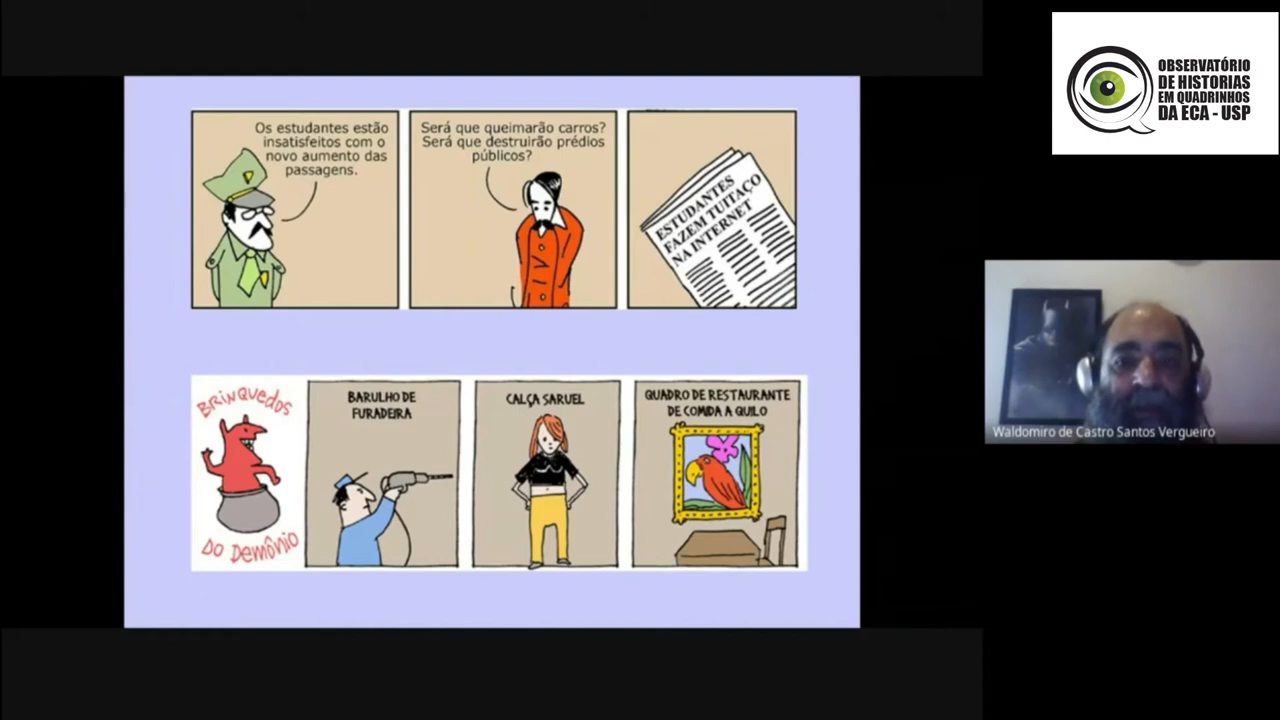 Os estudantes estão
insatisfeitos com o
novo aumento das
passagens.
Será que queimarão carros?
Será que destruirão prédios
públicos?
ESTUDANTES
FAZEM TUITAÇO
NA INTERNET
BRINQUEDOS
DO DEMÔNIO
BARULHO DE
FURADEIRA
CALÇA SARUEL
QUADRO DE RESTAURANTE
DE COMIDA A QUILO
OBSERVATÓRIO
DE HISTORIAS
EM QUADRINHOS
DA ECA - USP
Waldomiro de Castro Santos Vergueiro